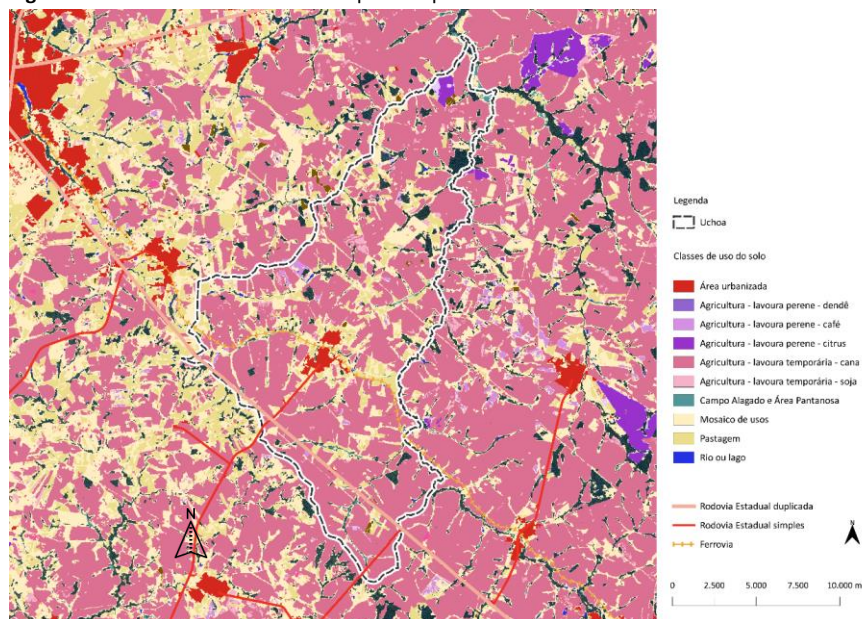 Legenda
Uchoa
Classes de uso do solo
Área urbanizada
Agricultura - lavoura perene - dendê
Agricultura - lavoura perene - café
Agricultura - lavoura perene - citrus
Agricultura - lavoura temporária - cana
Agricultura - lavoura temporária - soja
Campo Alagado e Área Pantanosa
Mosaico de usos
Pastagem
Rio ou lago
Rodovia Estadual duplicada
Rodovia Estadual simples
Ferrovia
N
N
0 2.500 5.000 7.500 10.000 m